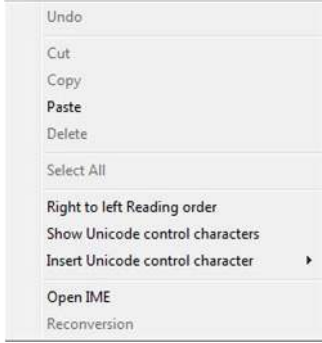 Undo
Cut
Copy
Paste
Delete
Select All
Right to left Reading order
Show Unicode control characters
Insert Unicode control character
Open IME
Reconversion